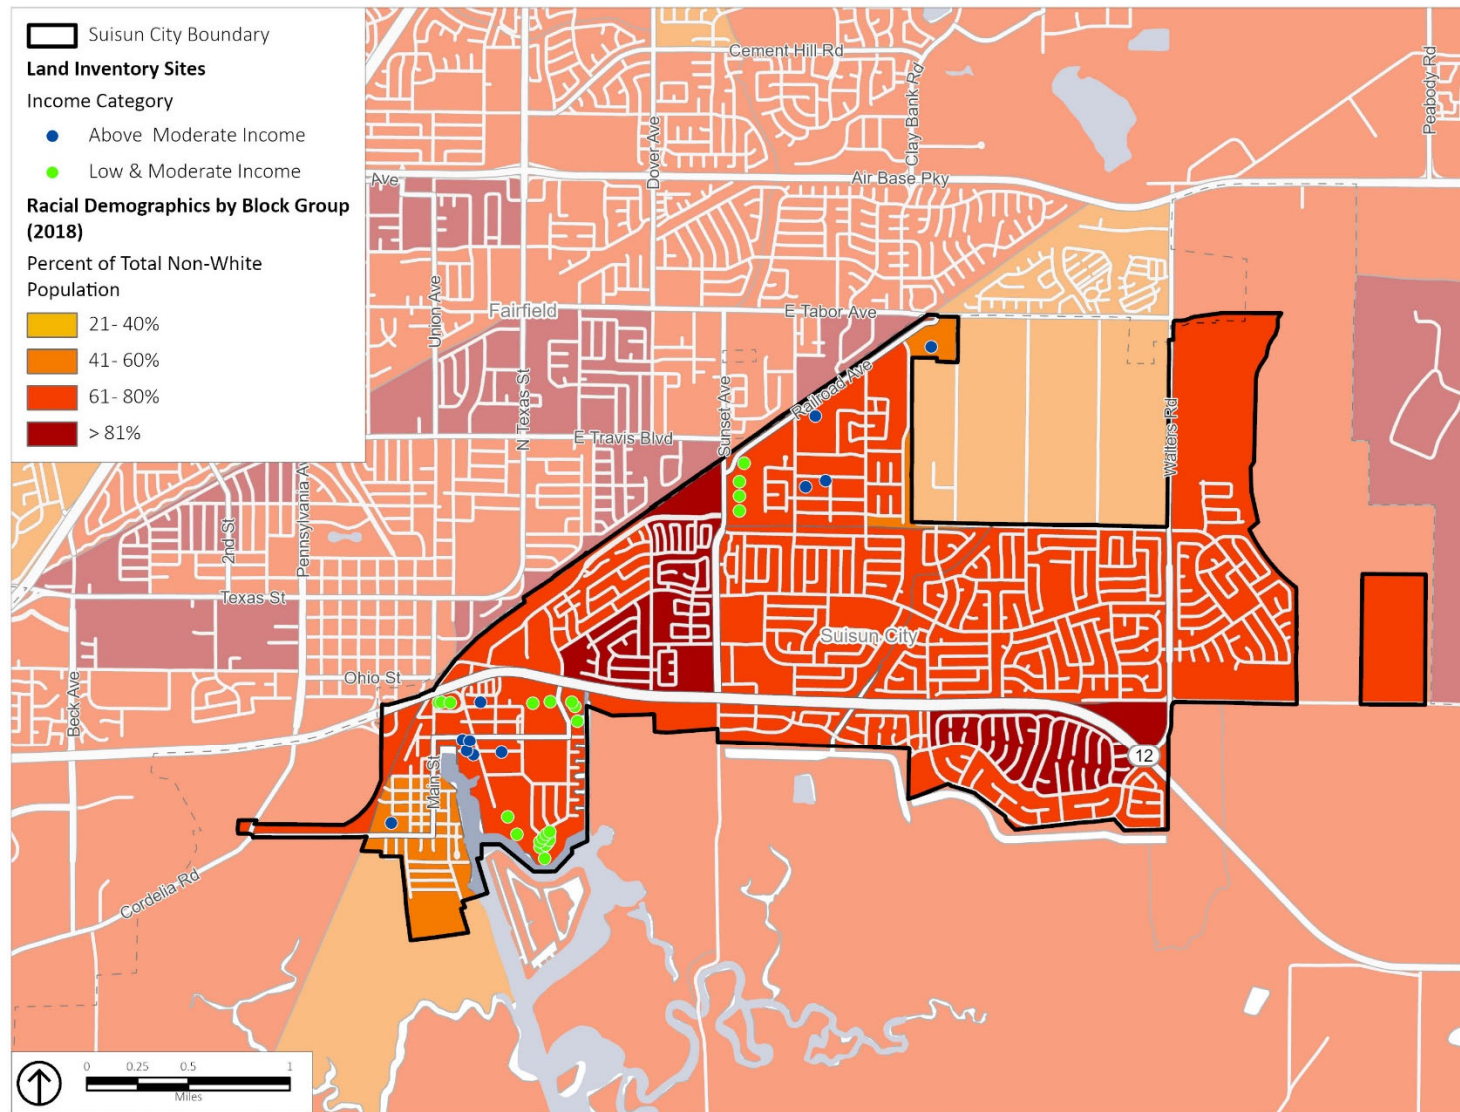 Suisun City Boundary
Land Inventory Sites
Income Category
Above Moderate Income
Low & Moderate Income
Racial Demographics by Block Group
(2018)
Percent of Total Non-White
Population
21- 40%
41- 60%
61- 80%
> 81%
Cement Hill Rd
Clay Bank Rd
Peabody Rd
Dover Ave
Ave
Air Base Pky
Union Ave
Fairfield
E Tabor Ave
N Texas St
Sunset Ave
Railroad Ave
E Travis Blvd
Walters Rd
Pennsylvania Ave
2nd St
Texas St
Suisun City
Ohio St
Beck Ave
Main St
12
Cordelia Rd
0 0.25 0.5 1
Miles